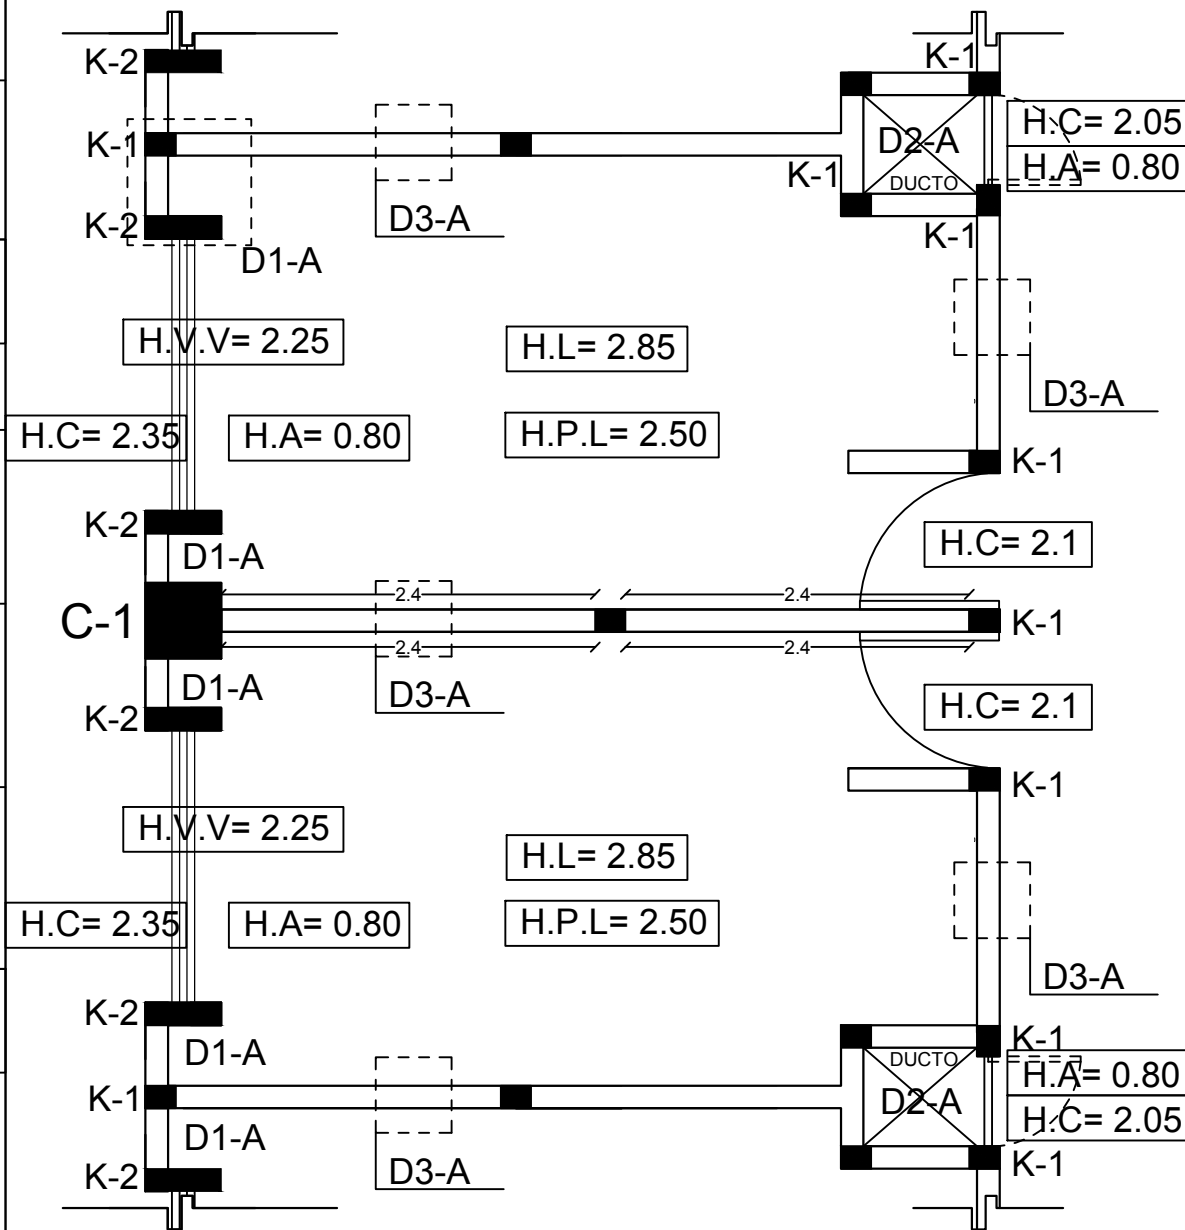 K-2
K-1
K-1
D2-A
H.C= 2.05
K-1
DUCTO
H.A= 0.80
K-2
D3-A
K-1
D1-A
H.V.V= 2.25
H.L= 2.85
D3-A
H.C= 2.35
H.A= 0.80
H.P.L= 2.50
K-1
K-2
D1-A
H.C= 2.1
2.4
2.4
C-1
K-1
2.4
2.4
D1-A
D3-A
H.C= 2.1
K-2
K-1
H.V.V= 2.25
H.L= 2.85
H.C= 2.35
H.A= 0.80
H.P.L= 2.50
D3-A
K-2
K-1
D1-A
DUCTO
H.A= 0.80
K-1
D2-A
H.C= 2.05
D1-A
K-2
D3-A
K-1